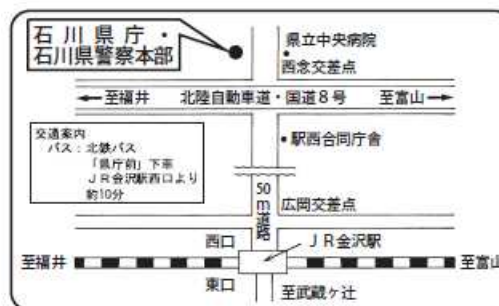 石川県庁・
石川県警察本部
県立中央病院
西念交差点
←至福井　北陸自動車道・国道8号　至富山→
交通案内
バス：北鉄バス
「県庁前」下車
ＪＲ金沢駅西口より
約10分
・駅西合同庁舎
50ｍ道路
広岡交差点
西口
ＪＲ金沢駅
至福井
至富山
東口
至武蔵ヶ辻